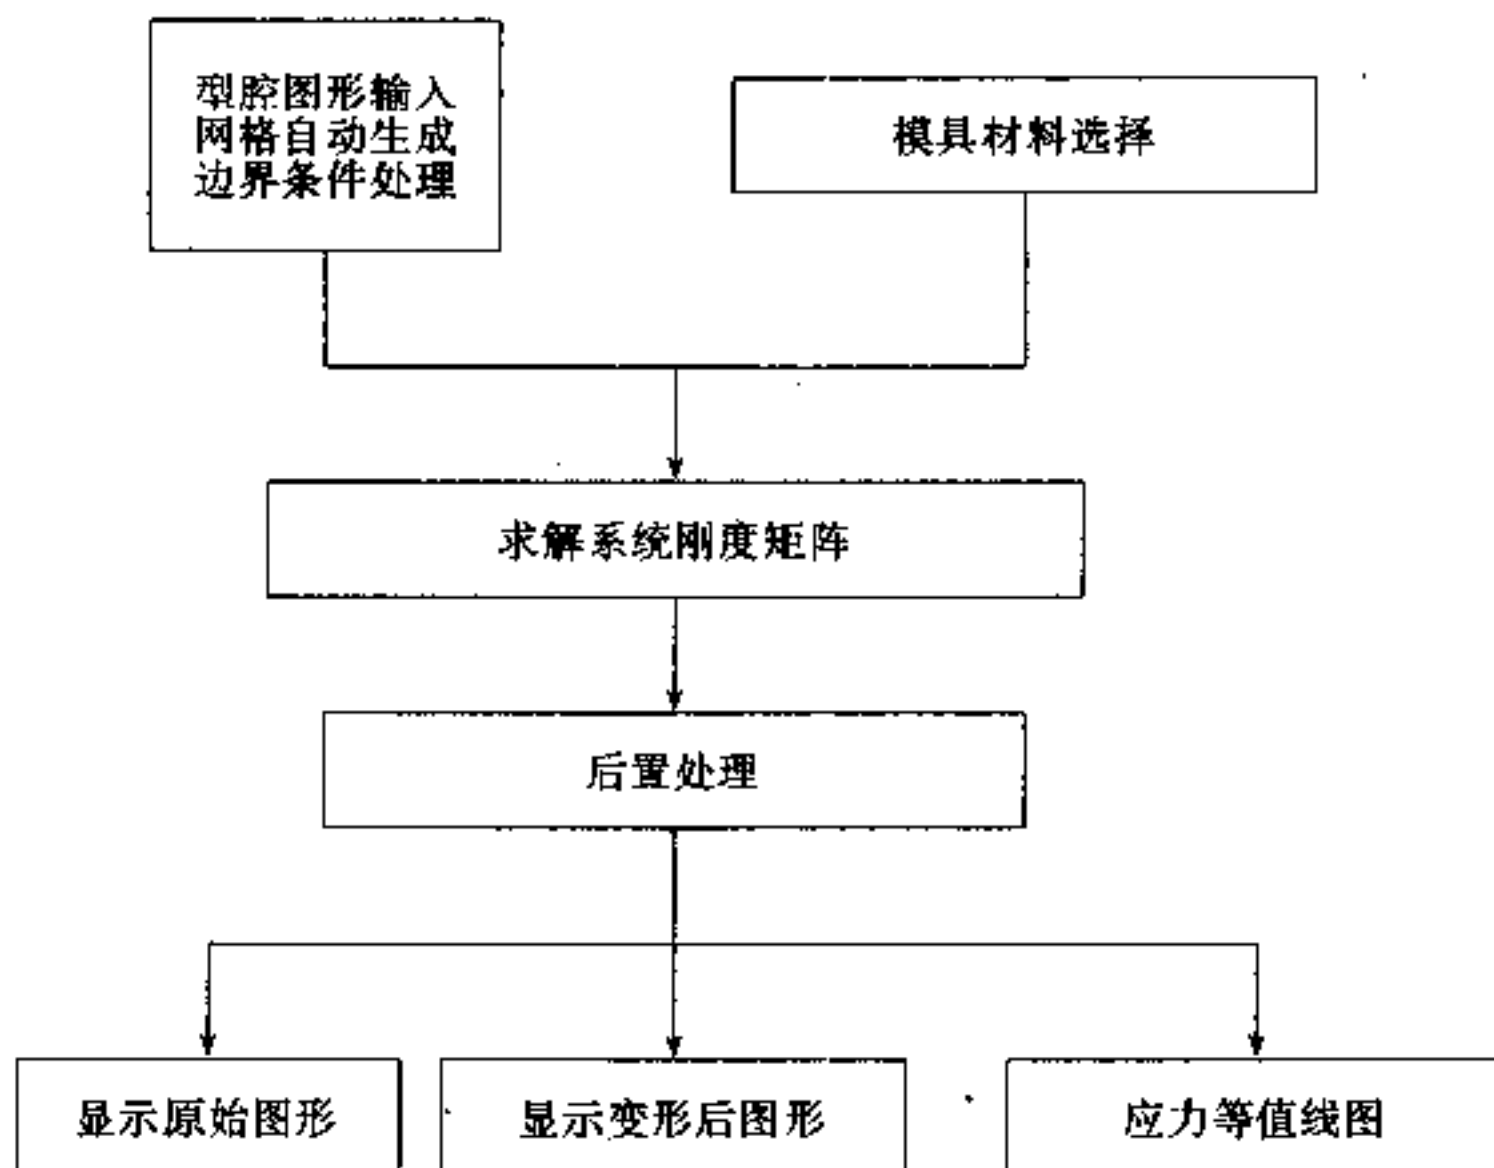 型腔图形输入
网格自动生成
边界条件处理
模具材料选择
求解系统刚度矩阵
后置处理
显示原始图形
显示变形后图形
应力等值线图